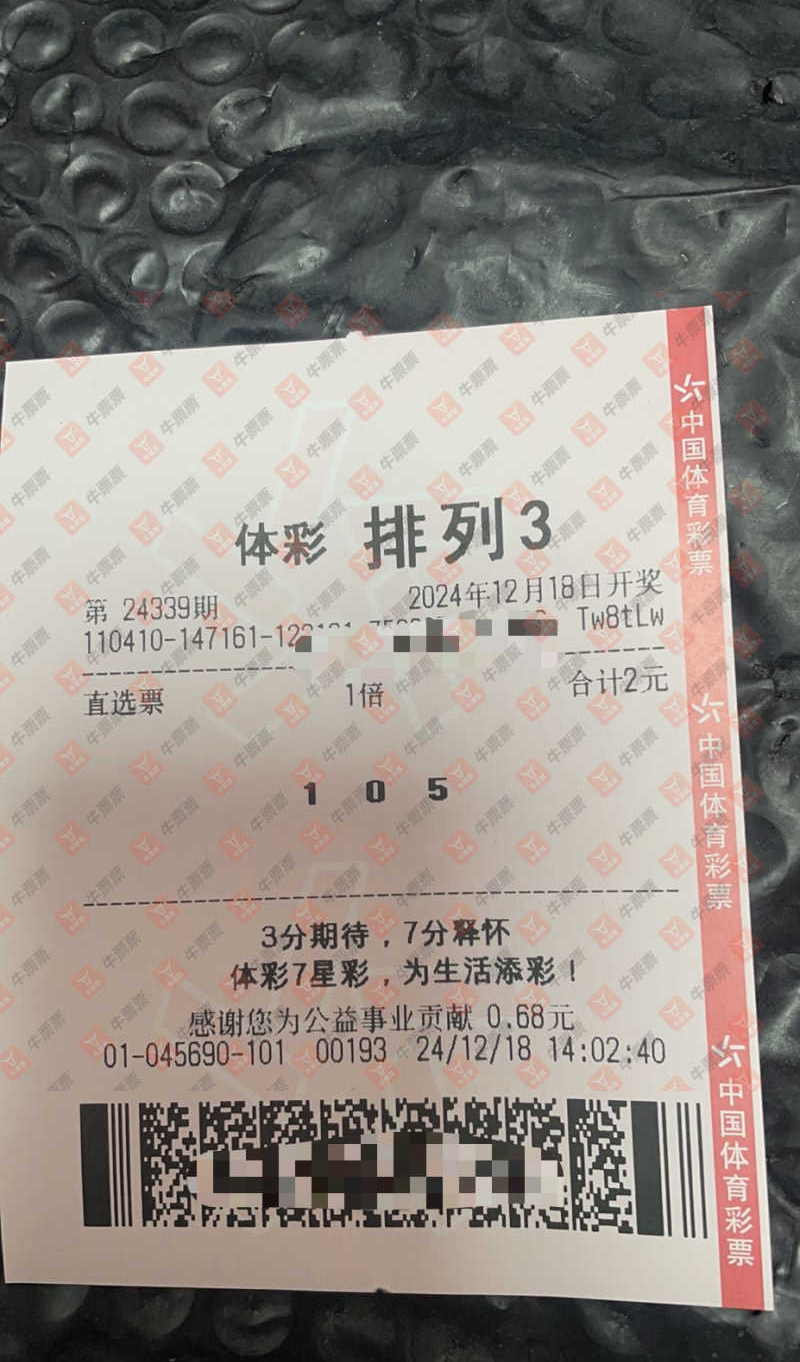 体彩 排列3
第 24339期 2024年12月18日开奖
110410-147161- Tw8tLw
直选票 1倍 合计2元
1 0 5
3分期待，7分释怀
体彩7星彩，为生活添彩！
感谢您为公益事业贡献 0.68元
01-045690-101 00193 24/12/18 14:02:40
中国体育彩票
中国体育彩票
中国体育彩票
牛票票